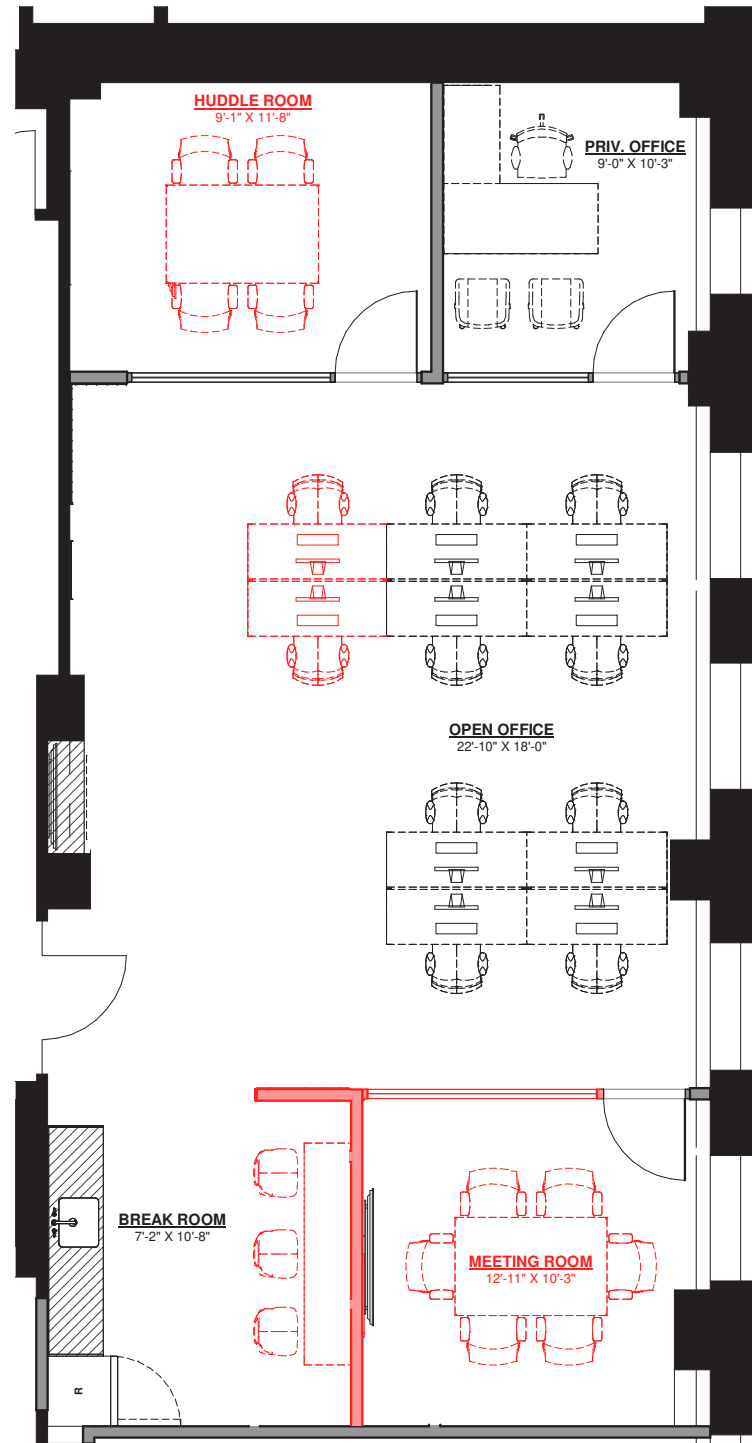 HUDDLE ROOM
9'-1" X 11'-8"
PRIV. OFFICE
9'-0" X 10'-3"
OPEN OFFICE
22'-10" X 18'-0"
BREAK ROOM
7'-2" X 10'-8"
MEETING ROOM
12'-11" X 10'-3"
R